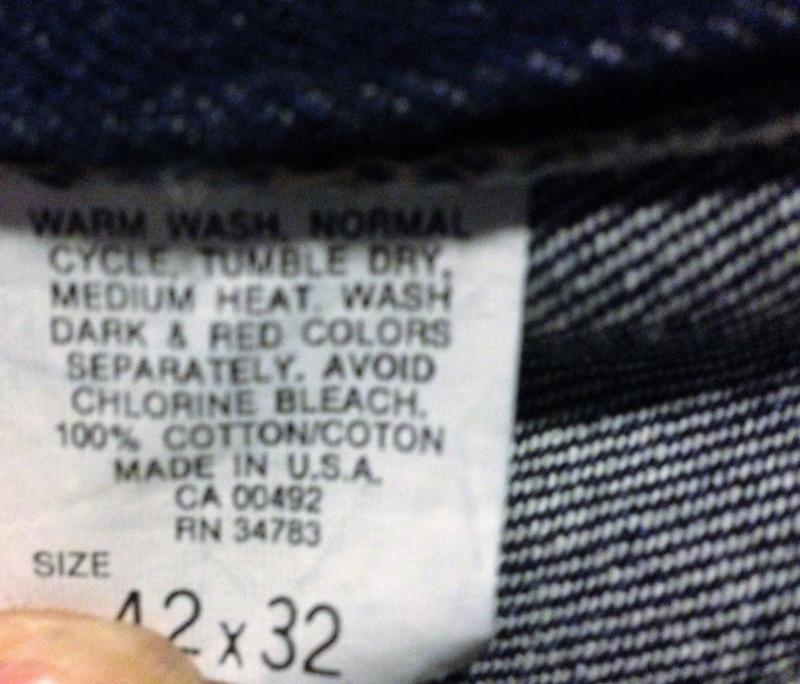 WARM WASH, NORMAL
CYCLE, TUMBLE DRY,
MEDIUM HEAT. WASH
DARK & RED COLORS
SEPARATELY. AVOID
CHLORINE BLEACH.
100% COTTON/COTON
MADE IN U.S.A.
CA 00492
RN 34783
SIZE
42 x 32